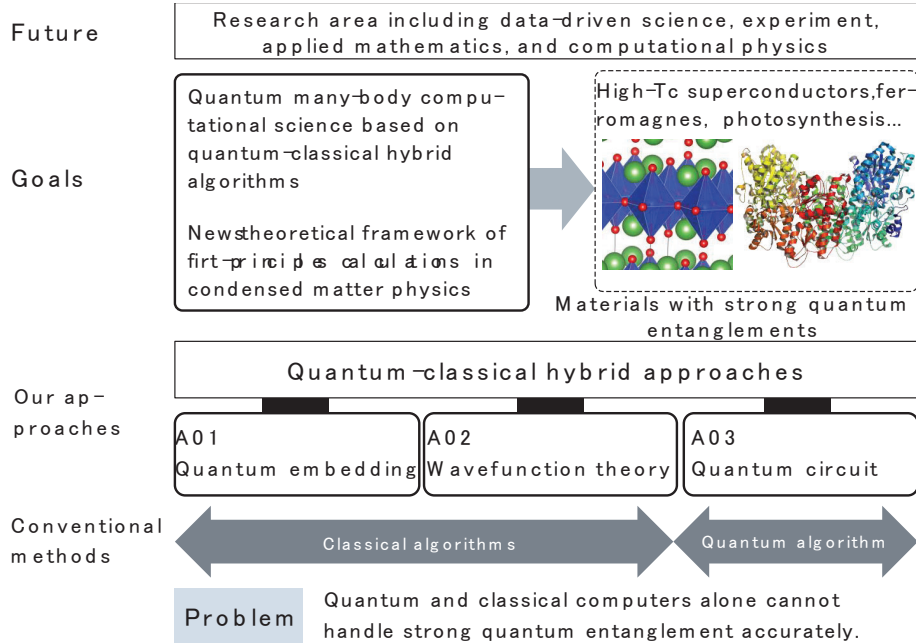 Future
Research area including data-driven science, experiment,
applied mathematics, and computational physics
Goals
Quantum many-body compu-
tational science based on
quantum-classical hybrid
algorithms
Newstheoretical framework of
firt-principles calculations in
condensed matter physics
High-Tc superconductors,fer-
romagnes, photosynthesis...
Materials with strong quantum
entanglements
Our ap-
proaches
Quantum-classical hybrid approaches
A01
Quantum embedding
A02
Wavefunction theory
A03
Quantum circuit
Conventional
methods
Classical algorithms
Quantum algorithm
Problem
Quantum and classical computers alone cannot
handle strong quantum entanglement accurately.